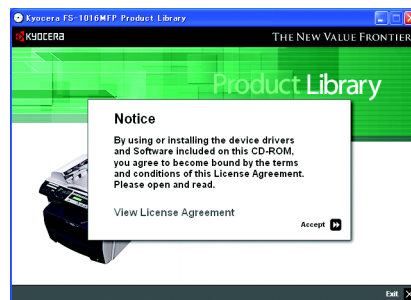 Kyocera FS-1016MFP Product Library
KYOCERA
THE NEW VALUE FRONTIER
Product Library
Notice
By using or installing the device drivers
and Software included on this CD-ROM,
you agree to become bound by the terms
and conditions of this License Agreement.
Please open and read.
View License Agreement
Accept
Exit